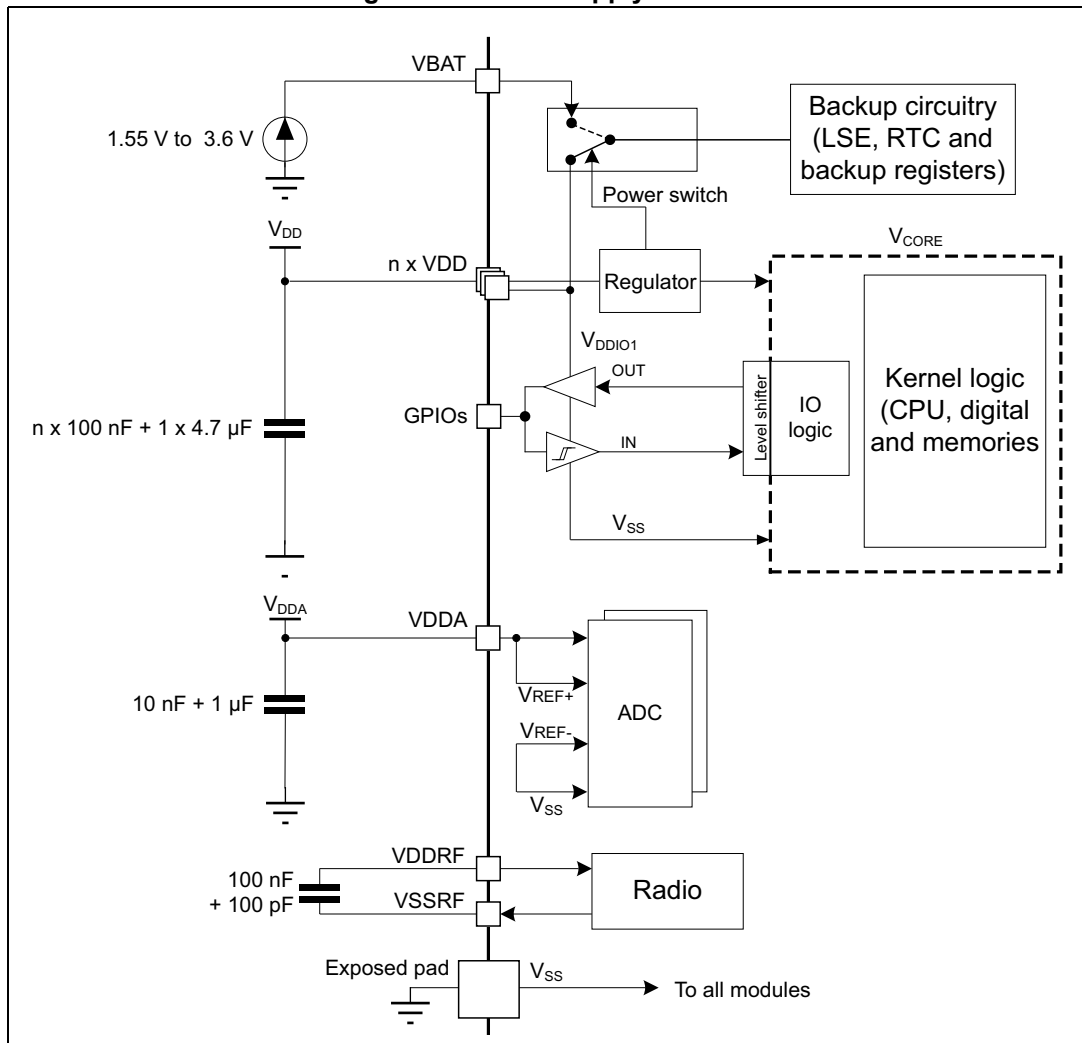 VBAT
1.55 V to 3.6 V
Backup circuitry
(LSE, RTC and
backup registers)
Power switch
VDD
n x VDD
Regulator
VCORE
VDDIO1
OUT
GPIOs
n x 100 nF + 1 x 4.7 µF
IN
Level shifter
IO
logic
Kernel logic
(CPU, digital
and memories
VSS
VDDA
VDDA
10 nF + 1 µF
VREF+
VREF-
VSS
ADC
VDDRF
100 nF
+ 100 pF
VSSRF
Radio
Exposed pad
VSS
To all modules